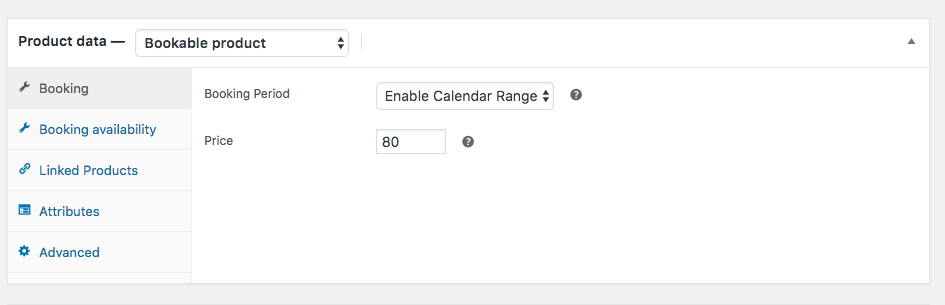 Product data — Bookable product
Booking
Booking availability
Linked Products
Attributes
Advanced
Booking Period Enable Calendar Range ?
Price 80 ?